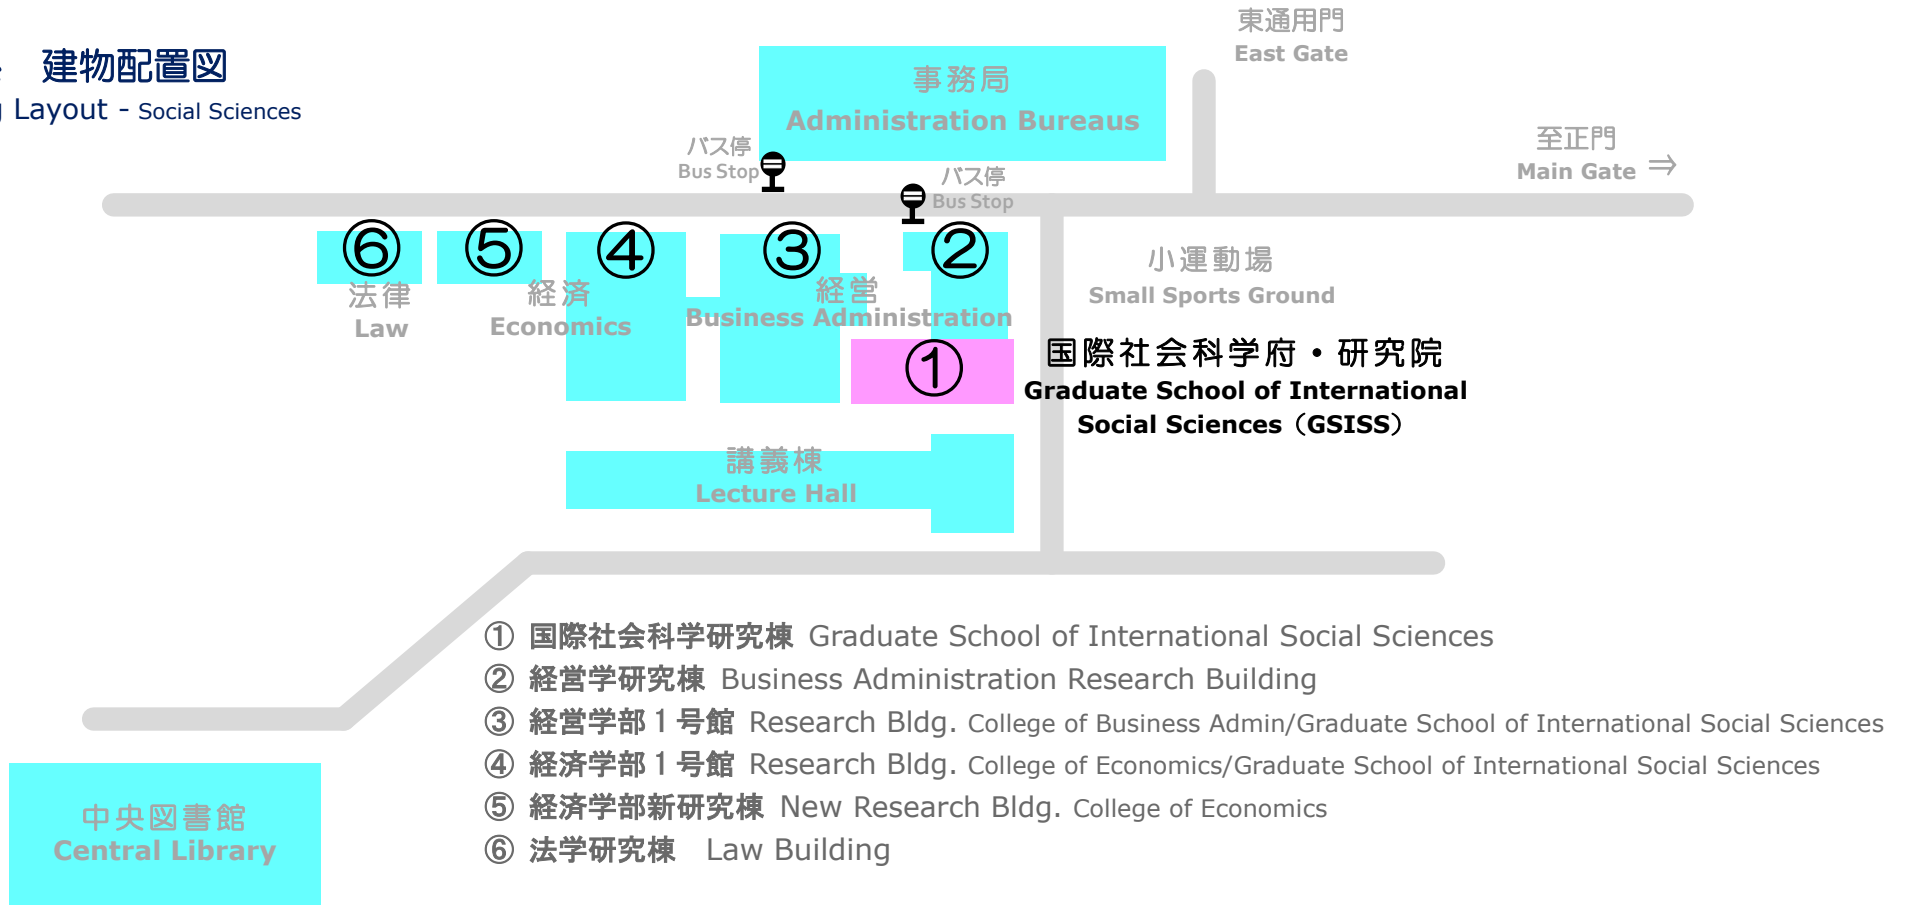 建物配置図
Layout - Social Sciences
東通用門
East Gate
事務局
Administration Bureaus
バス停
Bus Stop
バス停
Bus Stop
至正門
Main Gate ⇒
⑥
⑤
④
③
②
法律
Law
経済
Economics
経営
Business Administration
小運動場
Small Sports Ground
①
国際社会科学府・研究院
Graduate School of International
Social Sciences（GSISS）
講義棟
Lecture Hall
① 国際社会科学研究棟 Graduate School of International Social Sciences
② 経営学研究棟 Business Administration Research Building
③ 経営学部１号館 Research Bldg. College of Business Admin/Graduate School of International Social Sciences
④ 経済学部１号館 Research Bldg. College of Economics/Graduate School of International Social Sciences
⑤ 経済学部新研究棟 New Research Bldg. College of Economics
⑥ 法学研究棟　Law Building
中央図書館
Central Library